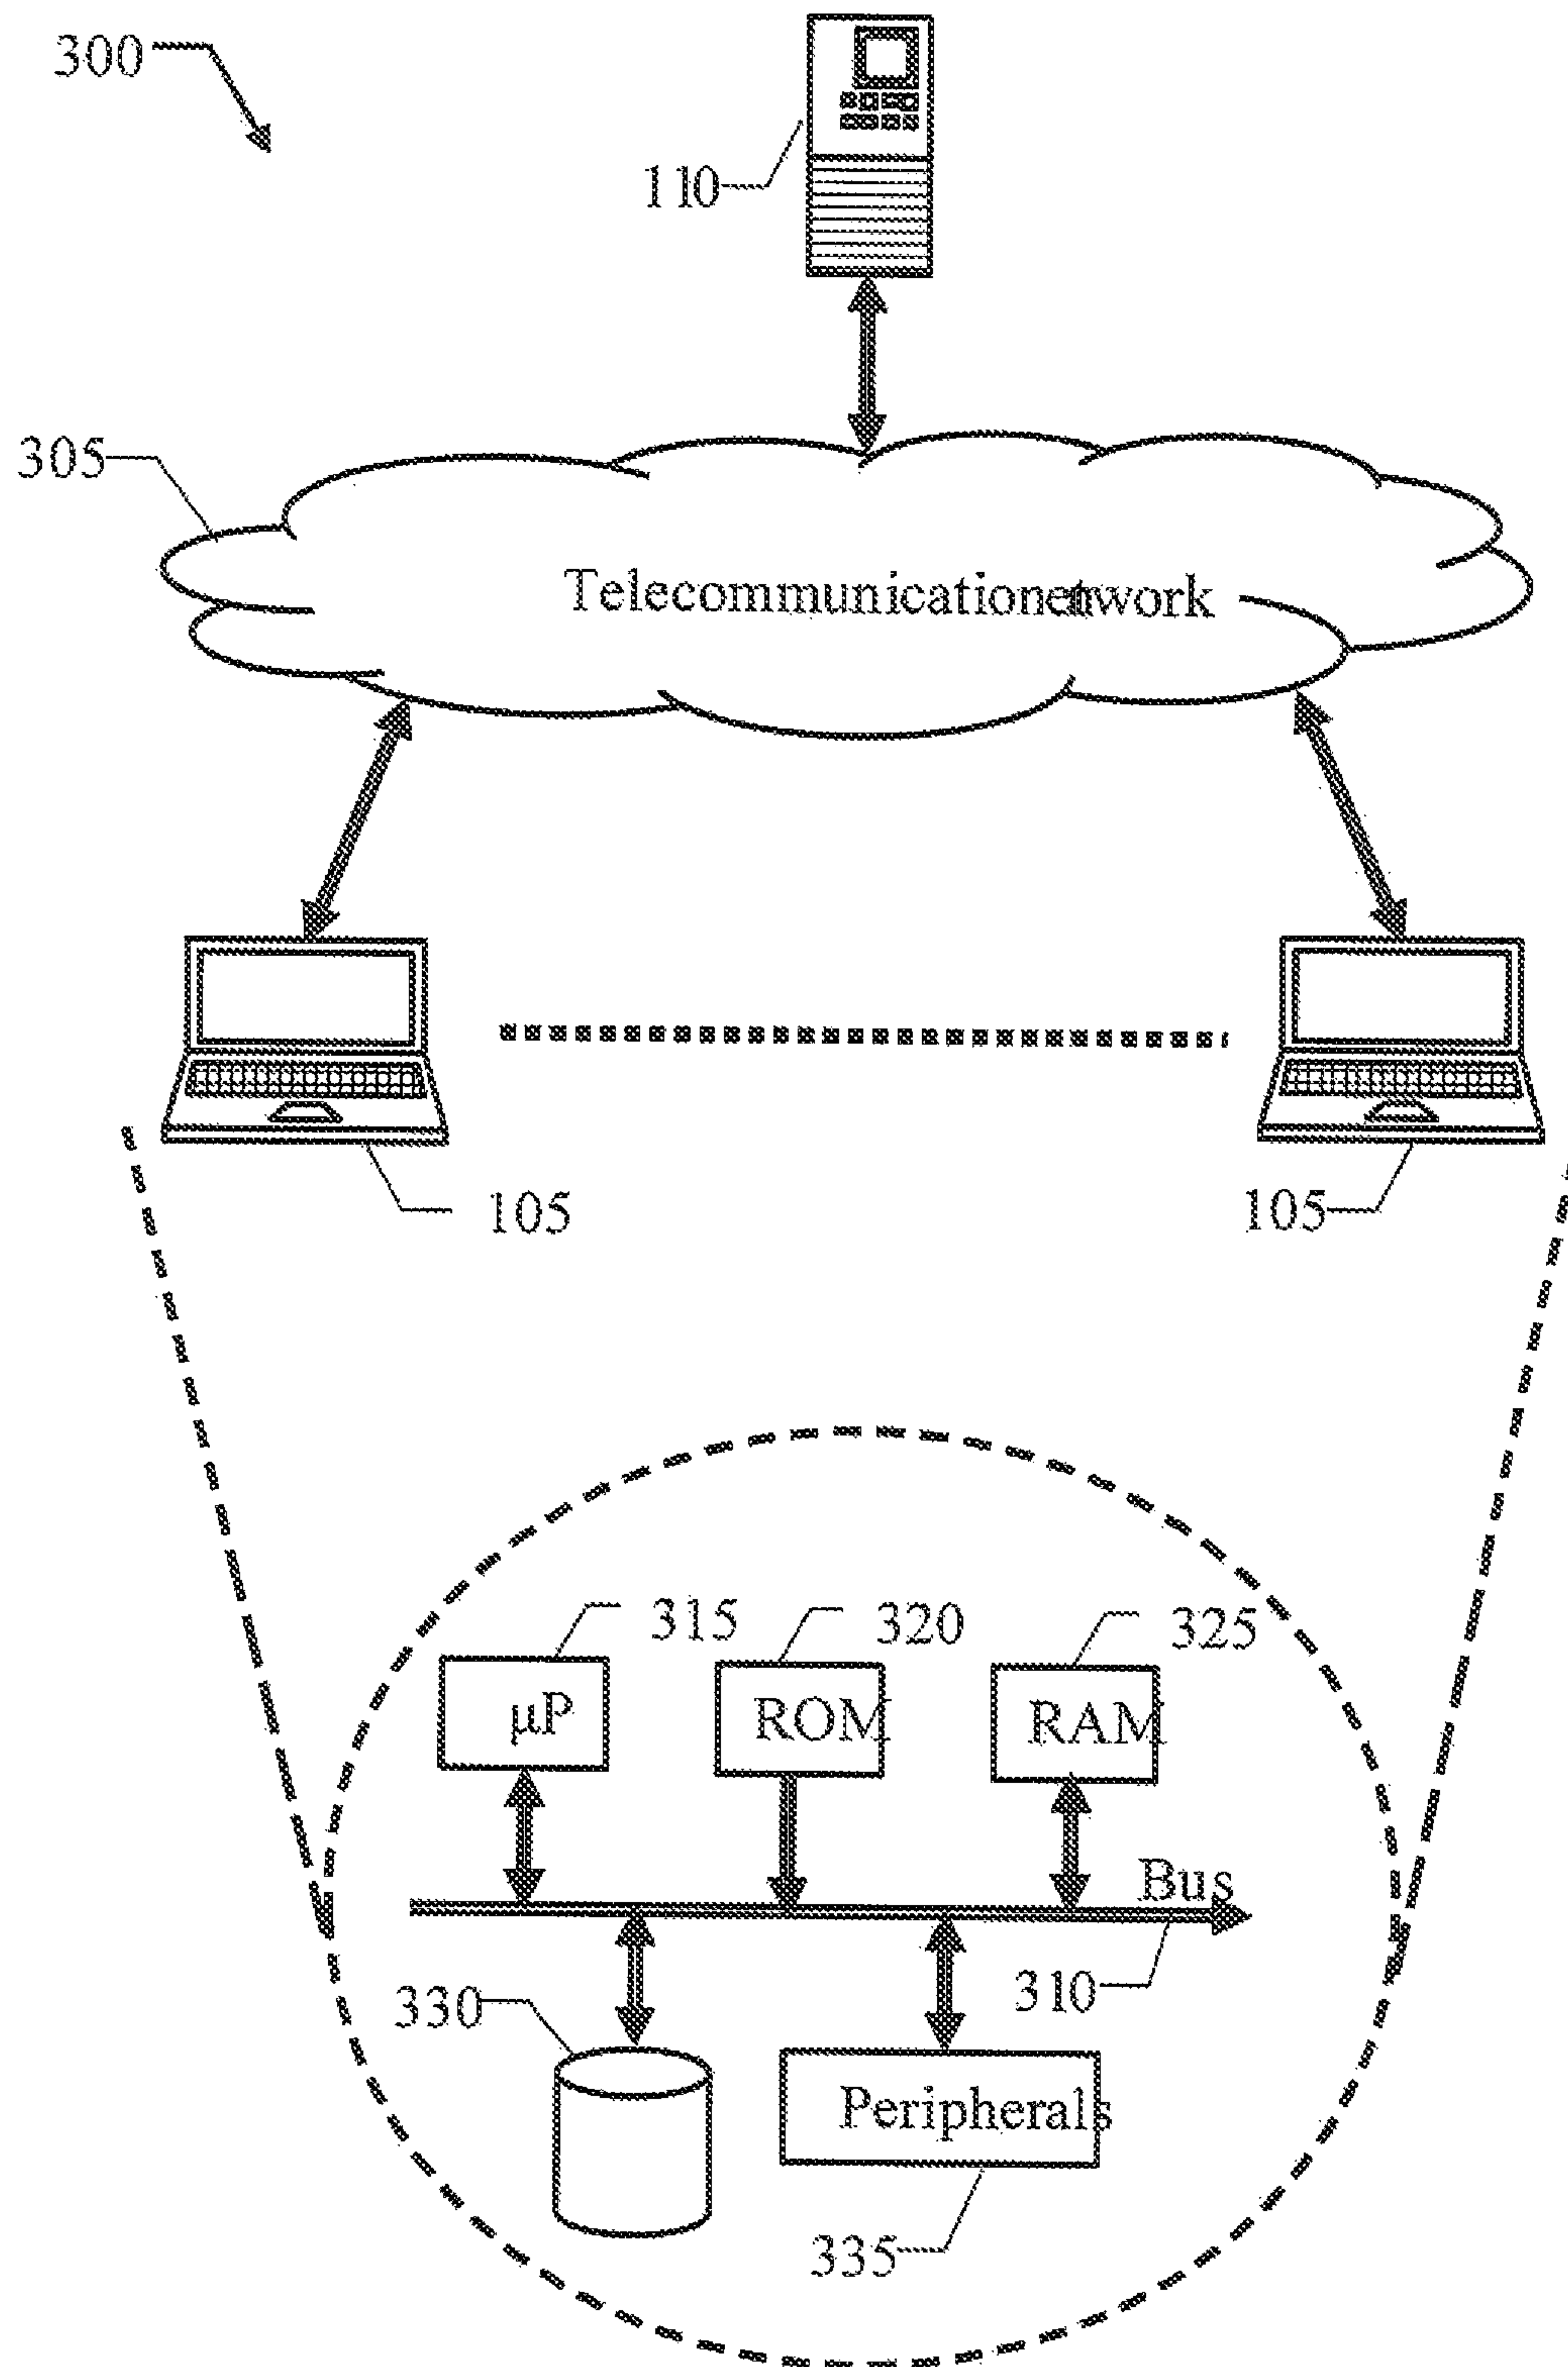 300
110
305
Telecommunicationetwork
105
105
315
320
325
μP
ROM
RAM
Bus
310
330
Peripherals
335